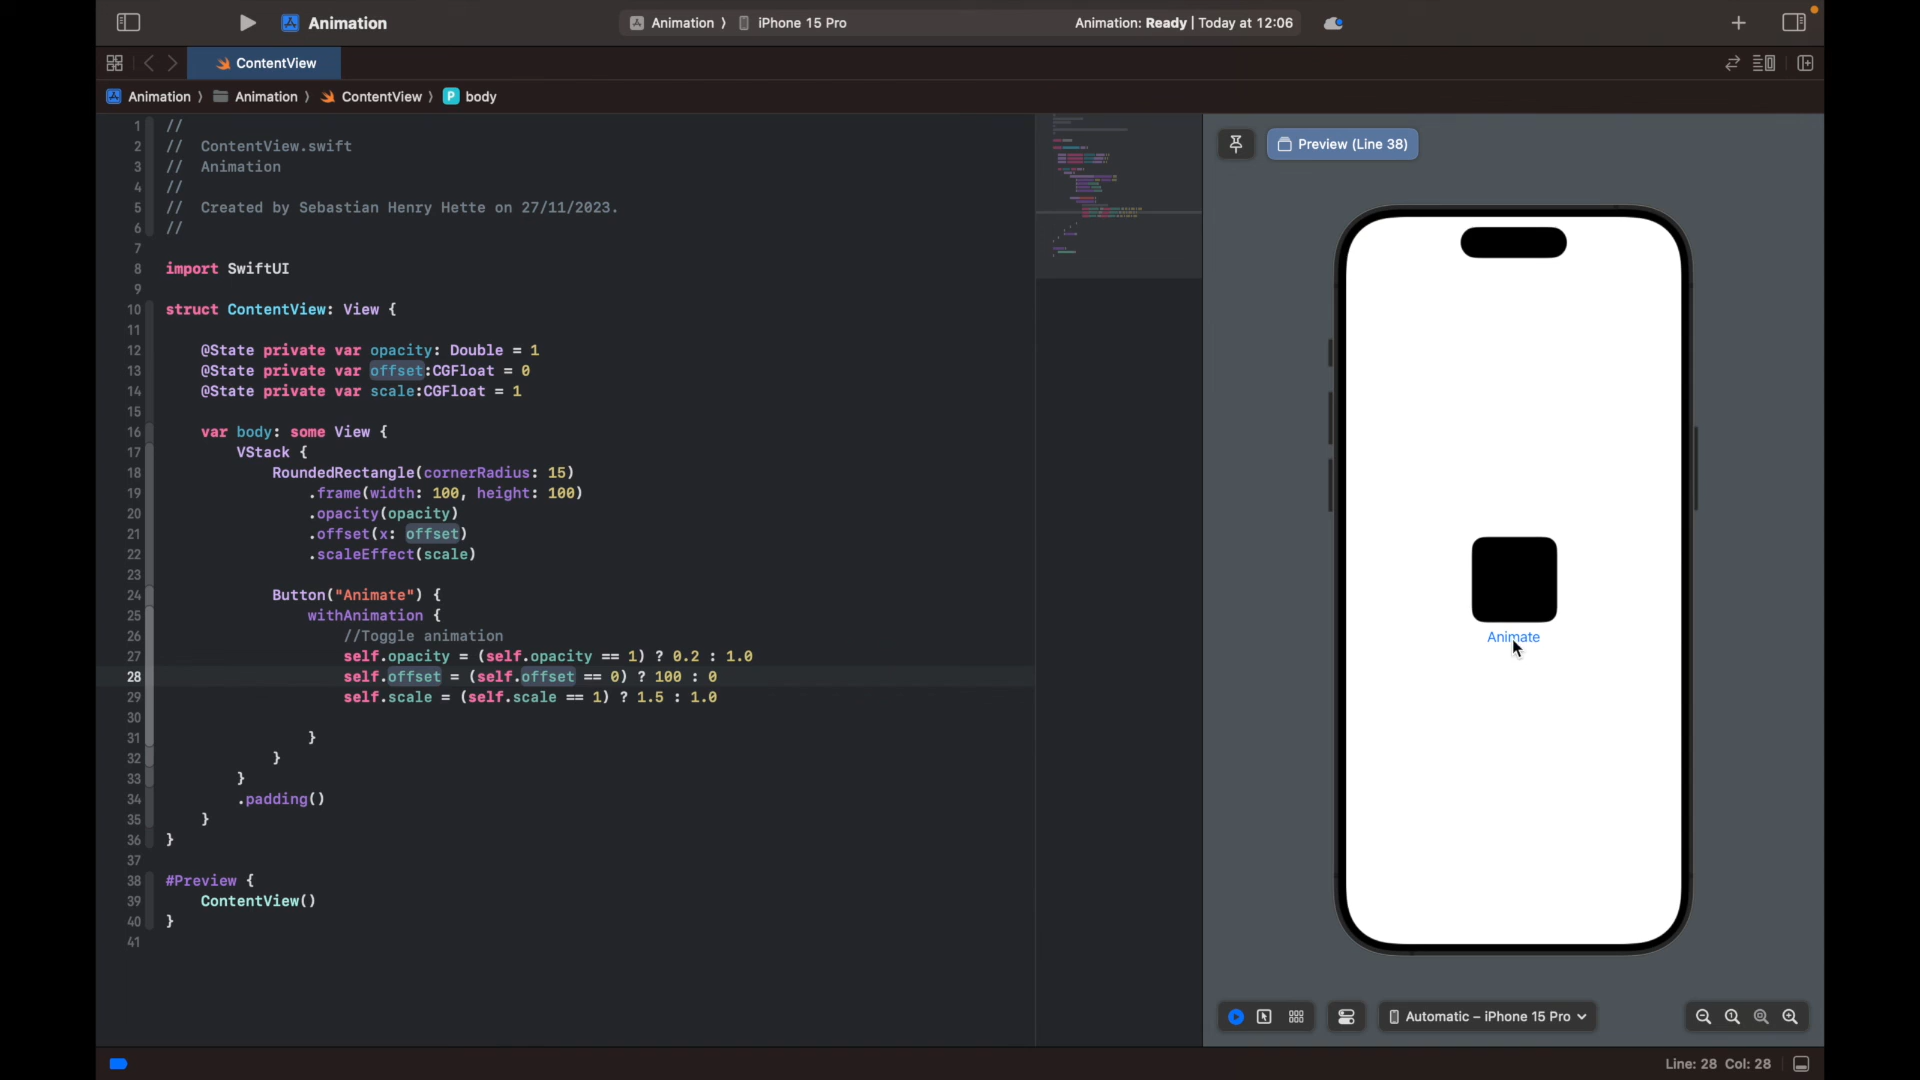 Animation
Animation 〉 iPhone 15 Pro
Animation: Ready | Today at 12:06
ContentView
Animation 〉 Animation 〉 ContentView 〉 P body
1 //
2 //  ContentView.swift
3 //  Animation
4 //
5 //  Created by Sebastian Henry Hette on 27/11/2023.
6 //
7
8 import SwiftUI
9
10 struct ContentView: View {
11
12     @State private var opacity: Double = 1
13     @State private var offset:CGFloat = 0
14     @State private var scale:CGFloat = 1
15
16     var body: some View {
17         VStack {
18             RoundedRectangle(cornerRadius: 15)
19                 .frame(width: 100, height: 100)
20                 .opacity(opacity)
21                 .offset(x: offset)
22                 .scaleEffect(scale)
23
24             Button("Animate") {
25                 withAnimation {
26                     //Toggle animation
27                     self.opacity = (self.opacity == 1) ? 0.2 : 1.0
28                     self.offset = (self.offset == 0) ? 100 : 0
29                     self.scale = (self.scale == 1) ? 1.5 : 1.0
30
31                 }
32             }
33         }
34         .padding()
35     }
36 }
37
38 #Preview {
39     ContentView()
40 }
41
Preview (Line 38)
Animate
Automatic – iPhone 15 Pro
Line: 28 Col: 28